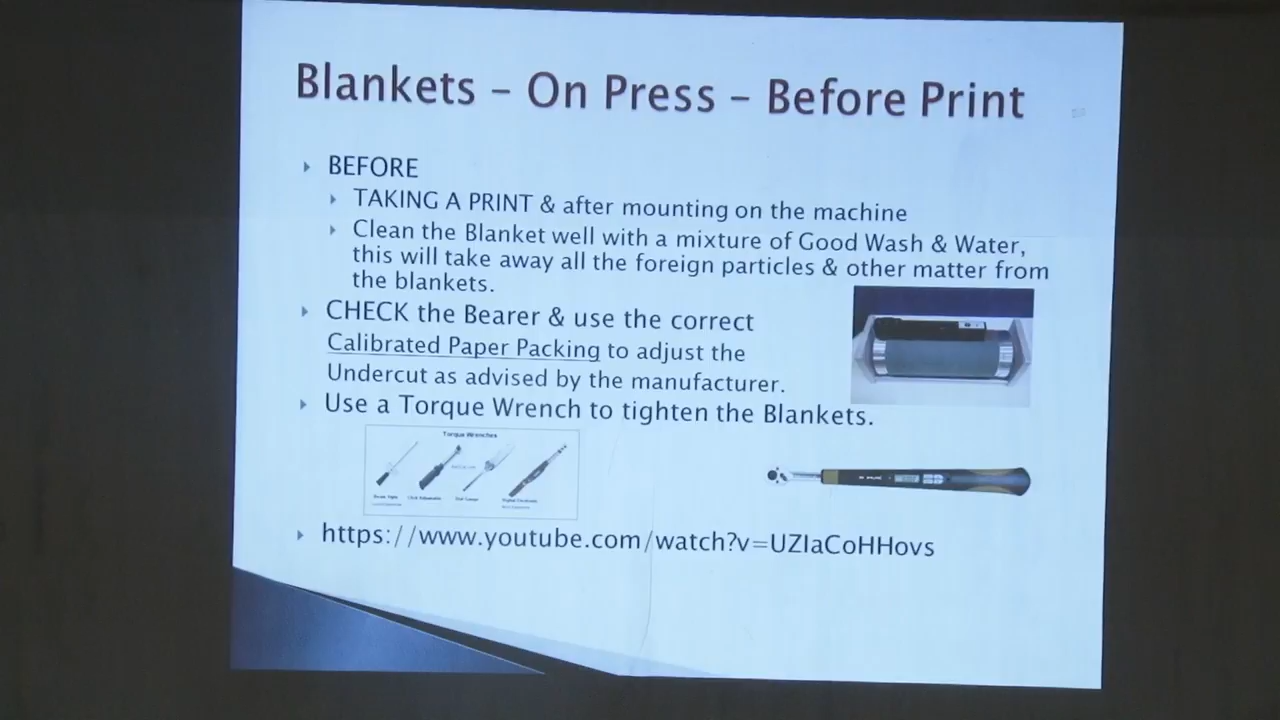 Blankets – On Press – Before Print
BEFORE
TAKING A PRINT & after mounting on the machine
Clean the Blanket well with a mixture of Good Wash & Water,
this will take away all the foreign particles & other matter from
the blankets.
CHECK the Bearer & use the correct
Calibrated Paper Packing to adjust the
Undercut as advised by the manufacturer.
Use a Torque Wrench to tighten the Blankets.
Torque Wrenches
https://www.youtube.com/watch?v=UZIaCoHHovs